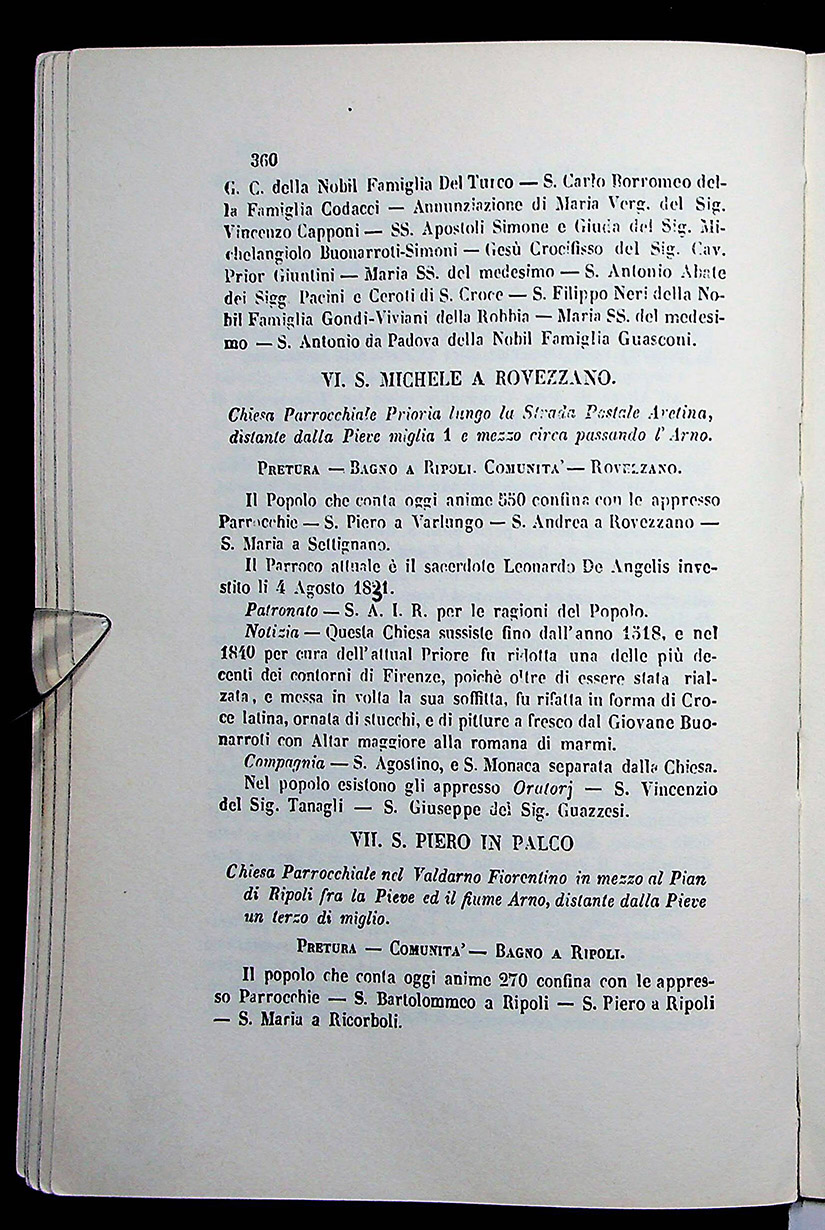 360
G. C. della Nobil Famiglia Del Turco — S. Carlo Borromeo del-
la Famiglia Codacci — Annunziazione di Maria Verg. del Sig.
Vincenzo Capponi — SS. Apostoli Simone e Giuda del Sig. Mi-
chelangiolo Buonarroti-Simoni — Gesù Crocifisso del Sig. Cav.
Prior Giuntini — Maria SS. del medesimo — S. Antonio Abate
dei Sigg. Pacini e Ceroti di S. Croce — S. Filippo Neri della No-
bil Famiglia Gondi-Viviani della Robbia — Maria SS. del medesi-
mo — S. Antonio da Padova della Nobil Famiglia Guasconi.
VI. S. MICHELE A ROVEZZANO.
Chiesa Parrocchiale Prioria lungo la Strada Postale Aretina,
distante dalla Pieve miglia 1 e mezzo circa passando l'Arno.
PRETURA — BAGNO A RIPOLI. COMUNITA' — ROVEZZANO.
Il Popolo che conta oggi anime 550 confina con le appresso
Parrocchie — S. Piero a Varlungo — S. Andrea a Rovezzano —
S. Maria a Settignano.
Il Parroco attuale è il sacerdote Leonardo De Angelis inve-
stito li 4 Agosto 1831.
Patronato — S. A. I. R. per le ragioni del Popolo.
Notizia — Questa Chiesa sussiste fino dall'anno 1518, e nel
1840 per cura dell'attual Priore fu ridotta una delle più de-
centi dei contorni di Firenze, poichè oltre di essere stata rial-
zata, e messa in volta la sua soffitta, fu rifatta in forma di Cro-
ce latina, ornata di stucchi, e di pitture a fresco dal Giovane Buo-
narroti con Altar maggiore alla romana di marmi.
Compagnia — S. Agostino, e S. Monaca separata dalla Chiesa.
Nel popolo esistono gli appresso Oratorj — S. Vincenzio
del Sig. Tanagli — S. Giuseppe dei Sig. Guazzesi.
VII. S. PIERO IN PALCO
Chiesa Parrocchiale nel Valdarno Fiorentino in mezzo al Pian
di Ripoli fra la Pieve ed il fiume Arno, distante dalla Pieve
un terzo di miglio.
PRETURA — COMUNITA' — BAGNO A RIPOLI.
Il popolo che conta oggi anime 270 confina con le appres-
so Parrocchie — S. Bartolommeo a Ripoli — S. Piero a Ripoli
— S. Maria a Ricorboli.